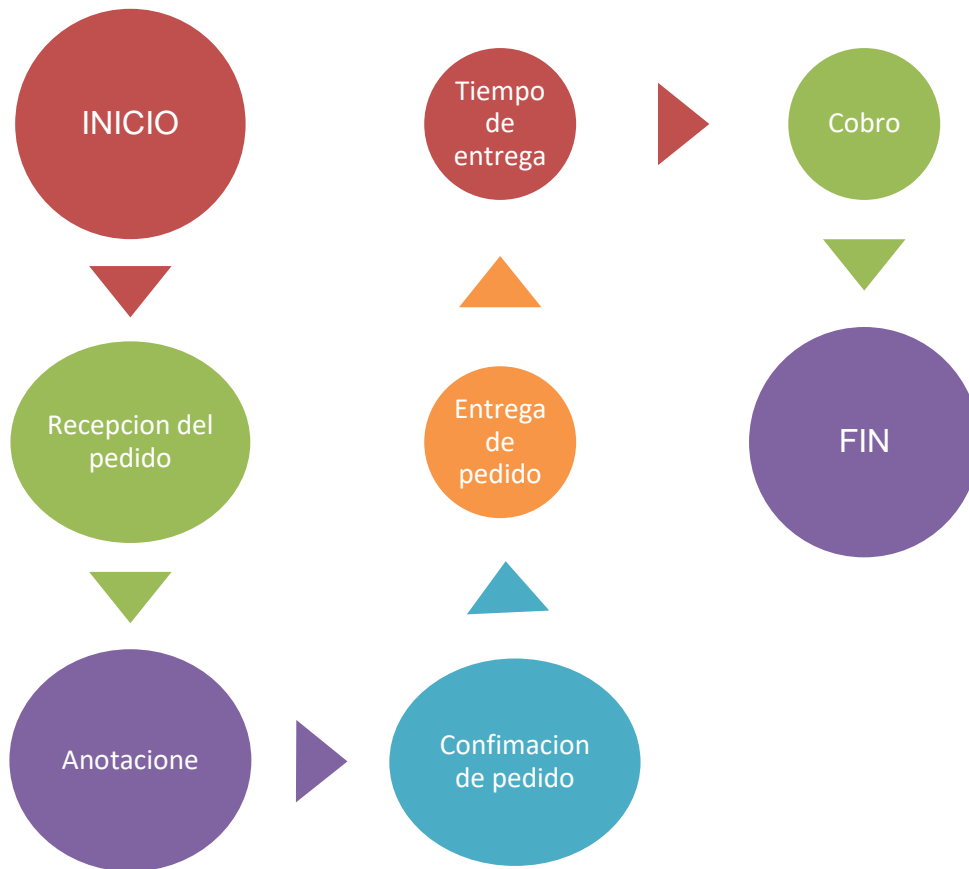 INICIO
Recepcion del
pedido
Anotacione
Confimacion
de pedido
Entrega
de
pedido
Tiempo
de
entrega
Cobro
FIN